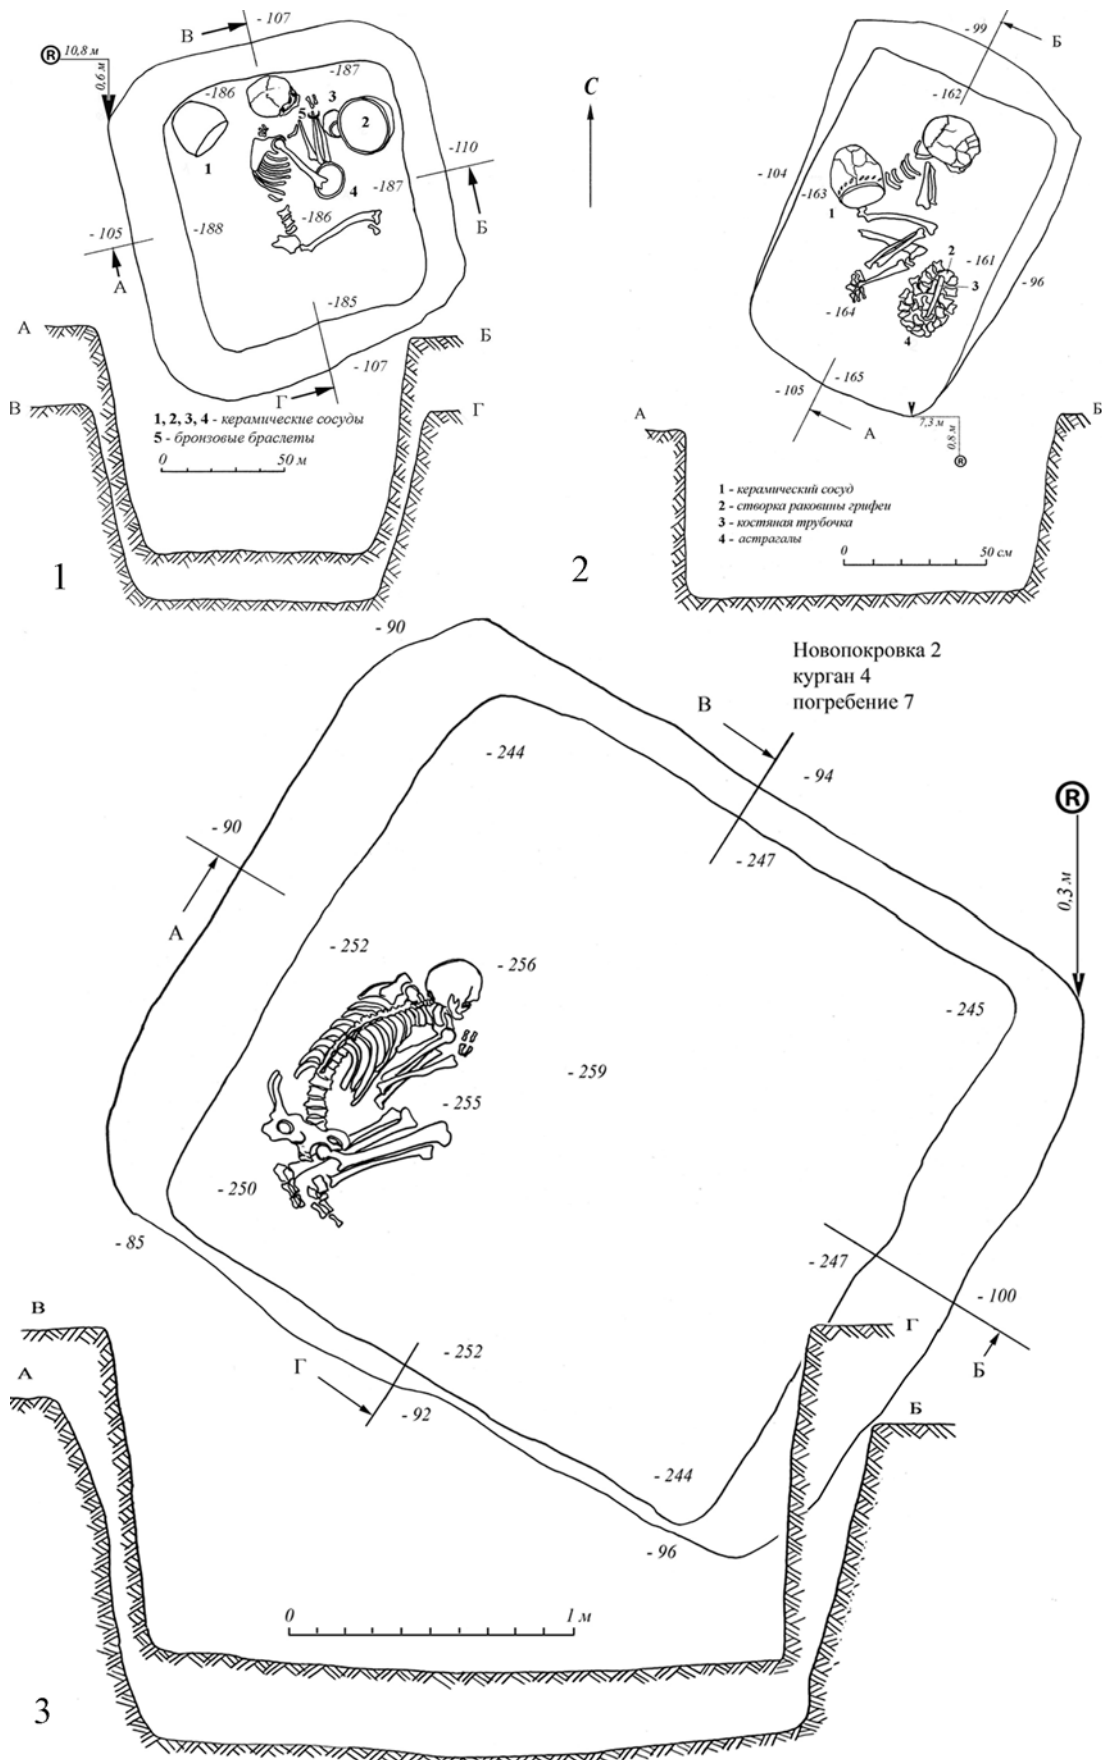 В
- 107
R
10,8 м
0,6 м
- 187
-186
3
5
2
1
- 110
-187
4
-186
Б
- 188
- 105
А
-185
- 107
Г
А
Б
В
Г
1, 2, 3, 4 - керамические сосуды
5 - бронзовые браслеты
0
50 м
1
С
- 99
Б
-162
- 104
-163
1
2
-161
3
- 96
- 164
4
- 105
-165
А
7,3 м
0,8 м
R
А
Б
1 - керамический сосуд
2 - створка раковины грифеи
3 - костяная трубочка
4 - астрагалы
0
50 см
2
Новопокровка 2
курган 4
погребение 7
- 90
В
- 244
- 94
R
0,3 м
- 90
- 247
А
- 252
- 256
- 245
- 259
- 255
- 250
- 85
- 247
- 100
Б
В
Г
- 252
Г
А
- 92
Б
- 244
- 96
0
1 м
3